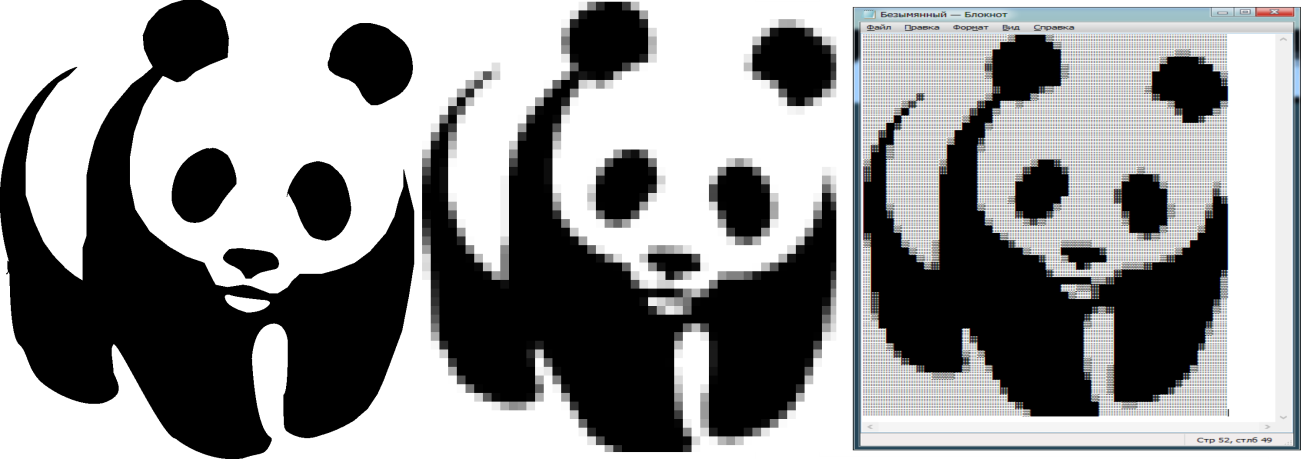 Безымянный — Блокнот
Файл Правка Формат Вид Справка
Стр 52, стлб 49